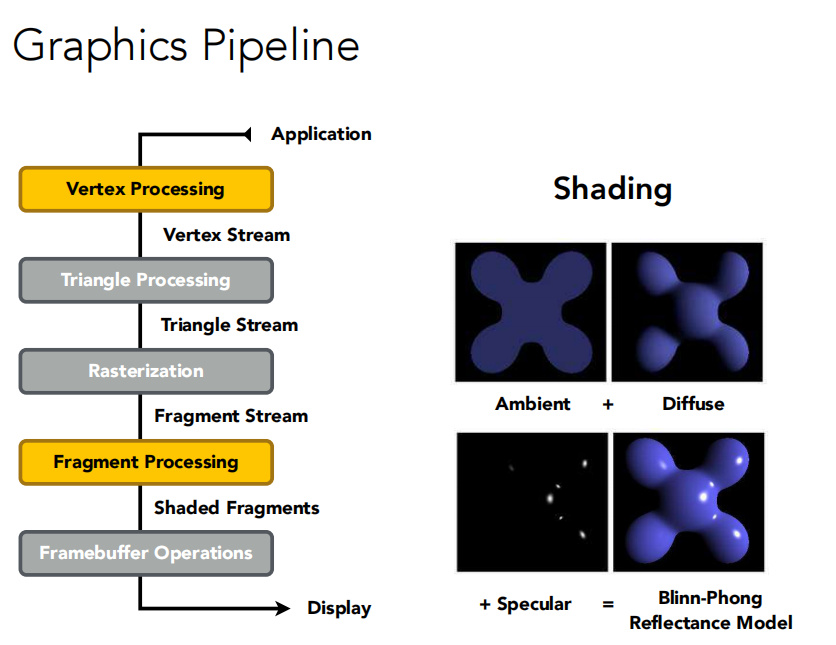 Graphics Pipeline
Application
Vertex Processing
Vertex Stream
Triangle Processing
Triangle Stream
Rasterization
Fragment Stream
Fragment Processing
Shaded Fragments
Framebuffer Operations
Display
Shading
Ambient + Diffuse
+ Specular = Blinn-Phong
Reflectance Model